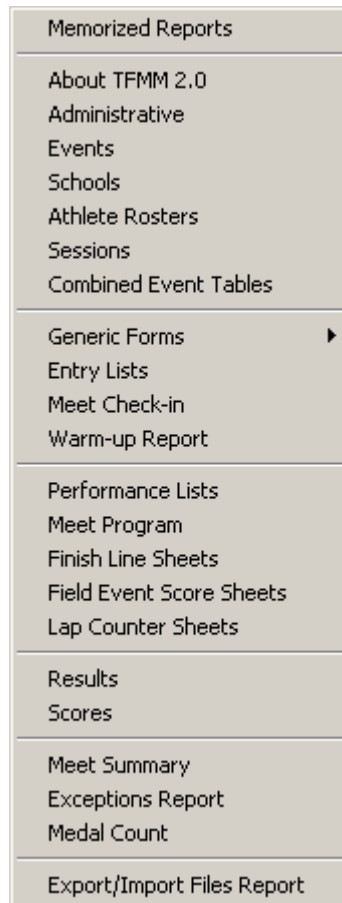 Memorized Reports
About TFMM 2.0
Administrative
Events
Schools
Athlete Rosters
Sessions
Combined Event Tables
Generic Forms
Entry Lists
Meet Check-in
Warm-up Report
Performance Lists
Meet Program
Finish Line Sheets
Field Event Score Sheets
Lap Counter Sheets
Results
Scores
Meet Summary
Exceptions Report
Medal Count
Export/Import Files Report